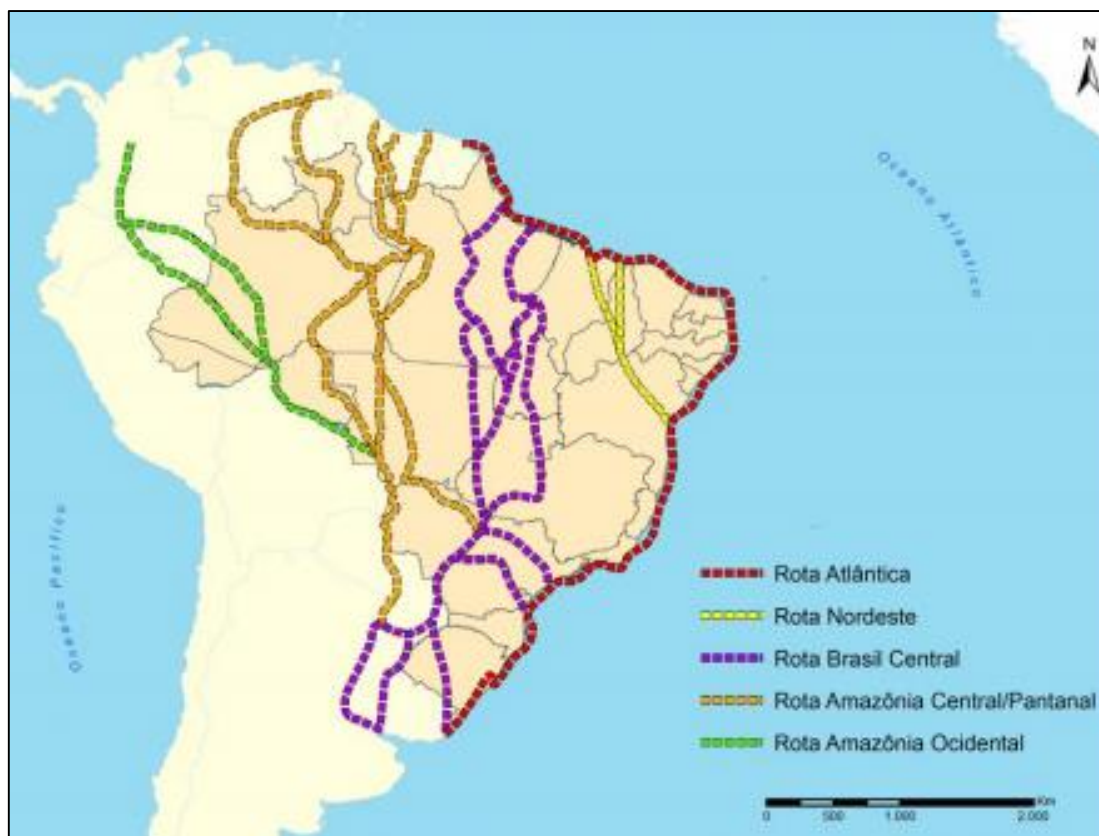 N
Oceano Atlântico
Oceano Pacífico
Rota Atlântica
Rota Nordeste
Rota Brasil Central
Rota Amazônia Central/Pantanal
Rota Amazônia Ocidental
Km
0 500 1.000 2.000